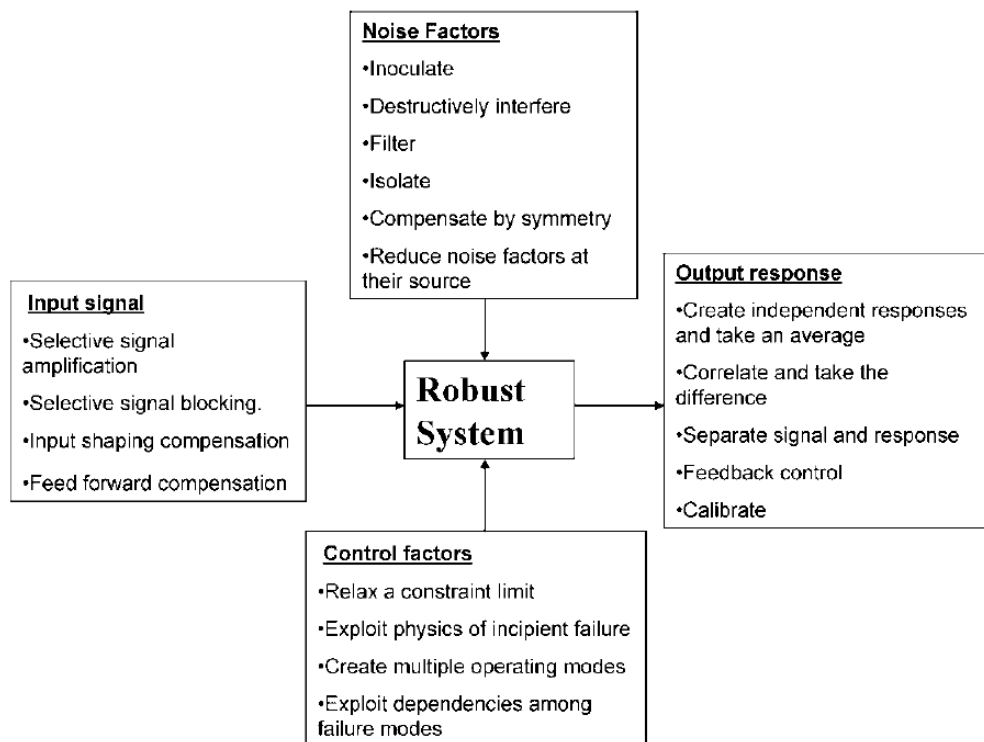 Noise Factors
•Inoculate
•Destructively interfere
•Filter
•Isolate
•Compensate by symmetry
•Reduce noise factors at
their source
Input signal
•Selective signal
amplification
•Selective signal blocking.
•Input shaping compensation
•Feed forward compensation
Robust
System
Output response
•Create independent responses
and take an average
•Correlate and take the
difference
•Separate signal and response
•Feedback control
•Calibrate
Control factors
•Relax a constraint limit
•Exploit physics of incipient failure
•Create multiple operating modes
•Exploit dependencies among
failure modes